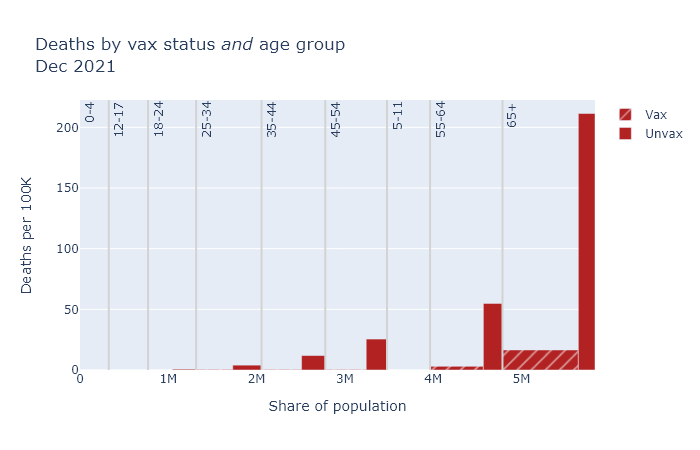 Deaths by vax status and age group
Dec 2021
0-4
12-17
18-24
25-34
35-44
45-54
5-11
55-64
65+
Vax
Unvax
200
150
100
50
0
Deaths per 100K
0
1M
2M
3M
4M
5M
Share of population